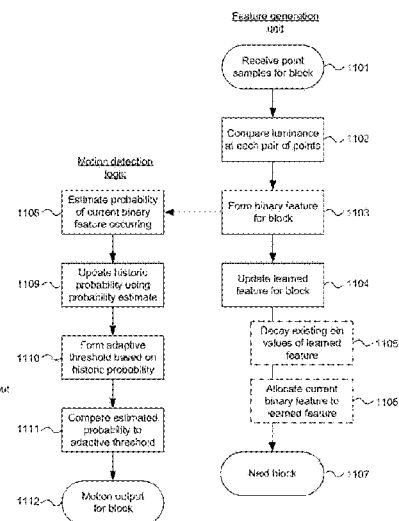 Feature generation
unit
Receive point
samples for block
1101
Compare luminance
at each pair of points
1102
Form binary feature
for block
1103
Update learned
feature for block
1104
Decay existing bin
values of learned
feature
1105
Allocate current
binary feature to
learned feature
1106
Next block
1107
Motion detection
logic
Estimate probability
of current binary
feature occurring
1108
Update historic
probability using
probability estimate
1109
Form adaptive
threshold based on
historic probability
1110
Compare estimated
probability to
adaptive threshold
1111
Motion output
for block
1112